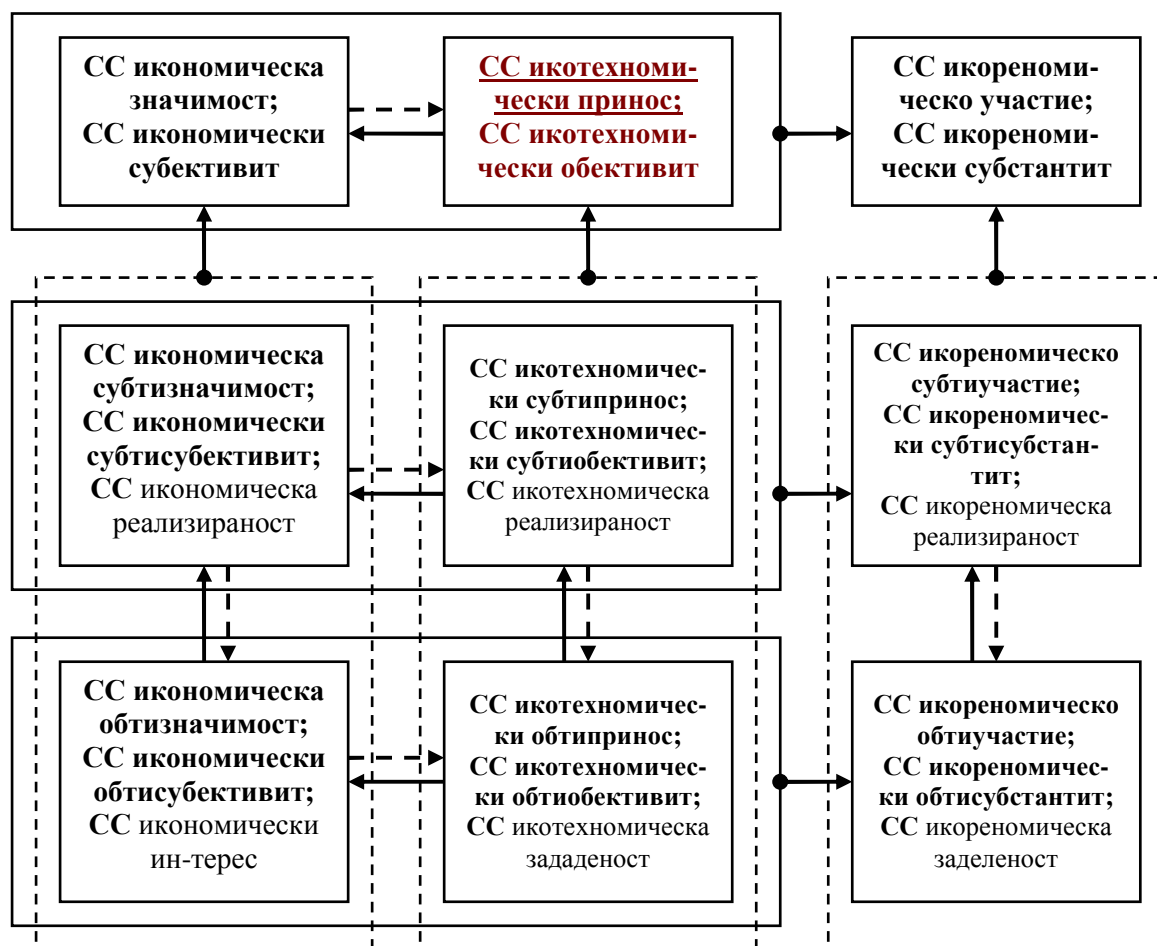 СС икономическа
значимост;
СС икономически
субективит
СС икотехноми-
чески принос;
СС икотехноми-
чески обективит
СС икореноми-
ческо участие;
СС икореноми-
чески субстантит
СС икономическа
субтизначимост;
СС икономически
субтисубективит;
СС икономическа
реализираност
СС икотехномичес-
ки субтипринос;
СС икотехномичес-
ки субтиобективит;
СС икотехномическа
реализираност
СС икореномическо
субтиучастие;
СС икореномичес-
ки субтисубстан-
тит;
СС икореномическа
реализираност
СС икономическа
обтизначимост;
СС икономически
обтисубективит;
СС икономически
ин-терес
СС икотехномичес-
ки обтипринос;
СС икотехномичес-
ки обтиобективит;
СС икотехномическа
зададеност
СС икореномическо
обтиучастие;
СС икореномичес-
ки обтисубстантит;
СС икореномическа
заделеност